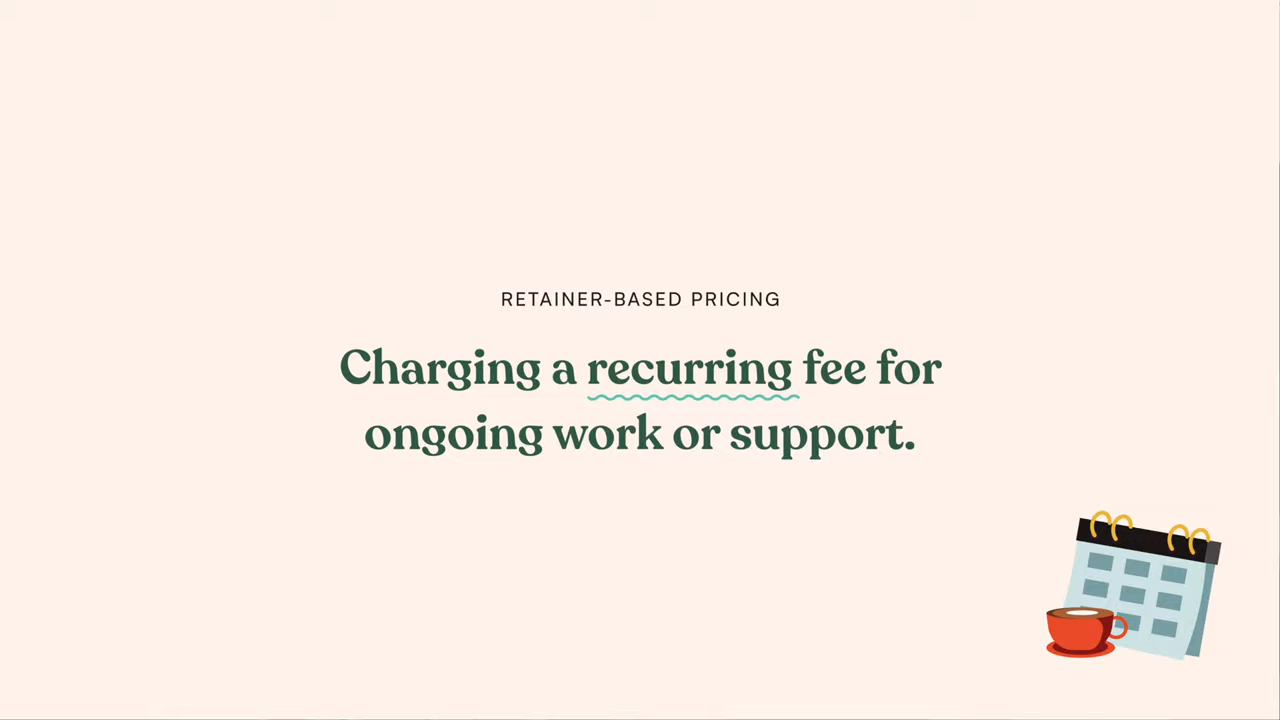 RETAINER-BASED PRICING
Charging a recurring fee for
ongoing work or support.